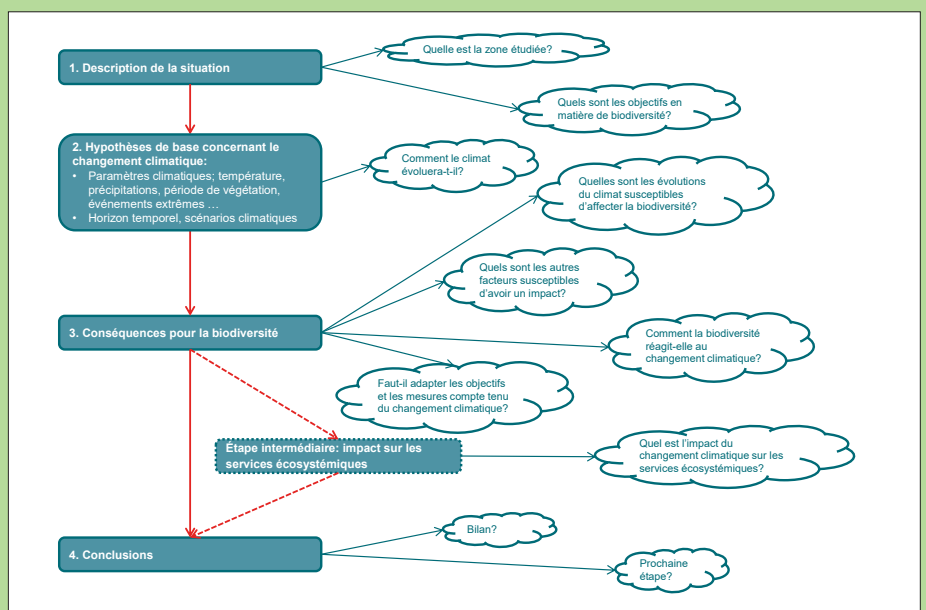 1. Description de la situation
Quelle est la zone étudiée?
Quels sont les objectifs en
matière de biodiversité?
2. Hypothèses de base concernant le
changement climatique:
• Paramètres climatiques; température,
précipitations, période de végétation,
événements extrêmes …
• Horizon temporel, scénarios climatiques
Comment le climat
évoluera-t-il?
Quelles sont les évolutions
du climat susceptibles
d'affecter la biodiversité?
Quels sont les autres
facteurs susceptibles
d'avoir un impact?
3. Conséquences pour la biodiversité
Comment la biodiversité
réagit-elle au
changement climatique?
Faut-il adapter les objectifs
et les mesures compte tenu
du changement climatique?
Étape intermédiaire: impact sur les
services écosystémiques
Quel est l'impact du
changement climatique sur les
services écosystémiques?
4. Conclusions
Bilan?
Prochaine
étape?